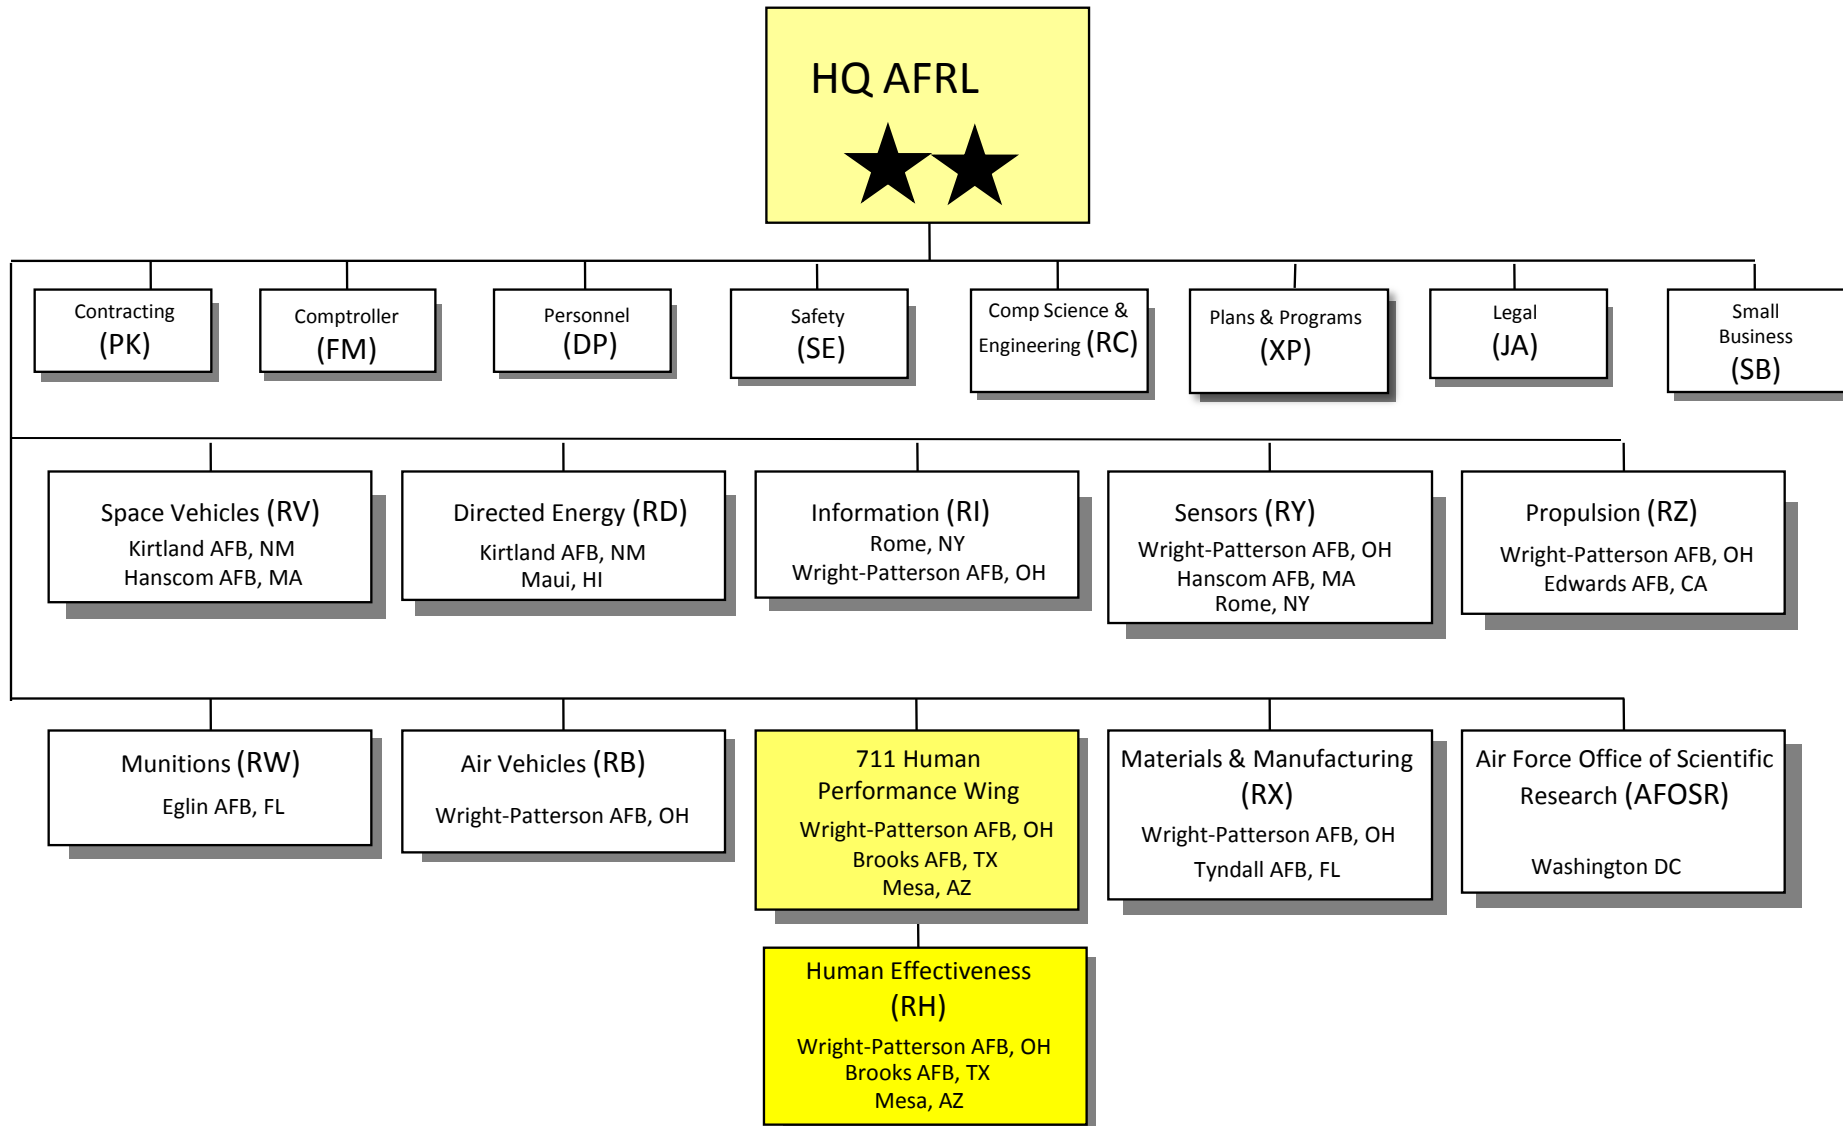 HQ AFRL
Contracting
(PK)
Comptroller
(FM)
Personnel
(DP)
Safety
(SE)
Comp Science &
Engineering (RC)
Plans & Programs
(XP)
Legal
(JA)
Small
Business
(SB)
Space Vehicles (RV)
Kirtland AFB, NM
Hanscom AFB, MA
Directed Energy (RD)
Kirtland AFB, NM
Maui, HI
Information (RI)
Rome, NY
Wright-Patterson AFB, OH
Sensors (RY)
Wright-Patterson AFB, OH
Hanscom AFB, MA
Rome, NY
Propulsion (RZ)
Wright-Patterson AFB, OH
Edwards AFB, CA
Munitions (RW)
Eglin AFB, FL
Air Vehicles (RB)
Wright-Patterson AFB, OH
711 Human
Performance Wing
Wright-Patterson AFB, OH
Brooks AFB, TX
Mesa, AZ
Materials & Manufacturing
(RX)
Wright-Patterson AFB, OH
Tyndall AFB, FL
Air Force Office of Scientific
Research (AFOSR)
Washington DC
Human Effectiveness
(RH)
Wright-Patterson AFB, OH
Brooks AFB, TX
Mesa, AZ